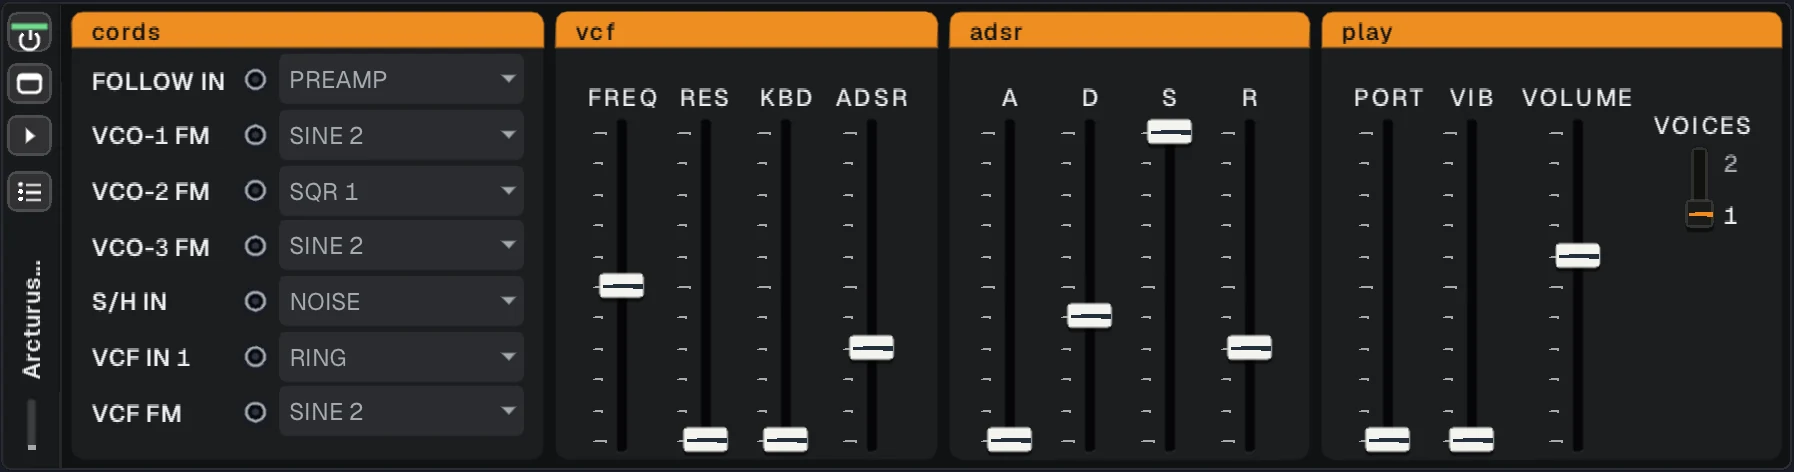 cords
FOLLOW IN PREAMP
VCO-1 FM SINE 2
VCO-2 FM SQR 1
VCO-3 FM SINE 2
S/H IN NOISE
VCF IN 1 RING
VCF FM SINE 2
vcf
FREQ RES KBD ADSR
adsr
A D S R
play
PORT VIB VOLUME
VOICES
2
1
Arcturus...